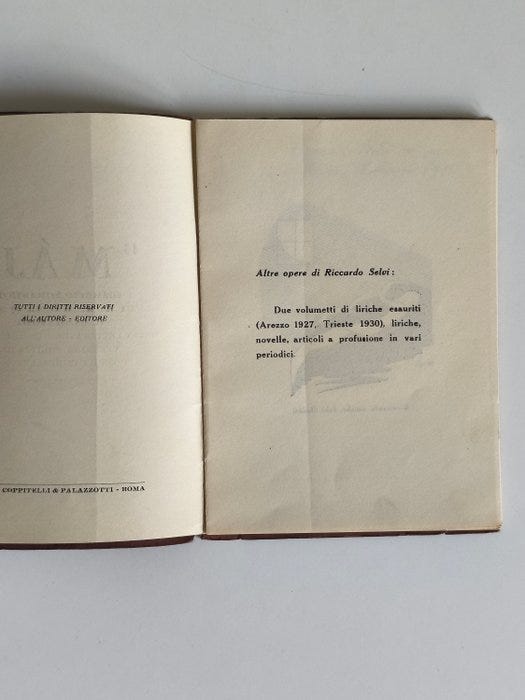 "MÁJ
TUTTI I DIRITTI RISERVATI
ALL'AUTORE - EDITORE
COPPITELLI & PALAZZOTTI - ROMA
Altre opere di Riccardo Selvi :
Due volumetti di liriche esauriti
(Arezzo 1927, Trieste 1930), liriche,
novelle, articoli a profusione in vari
periodici.